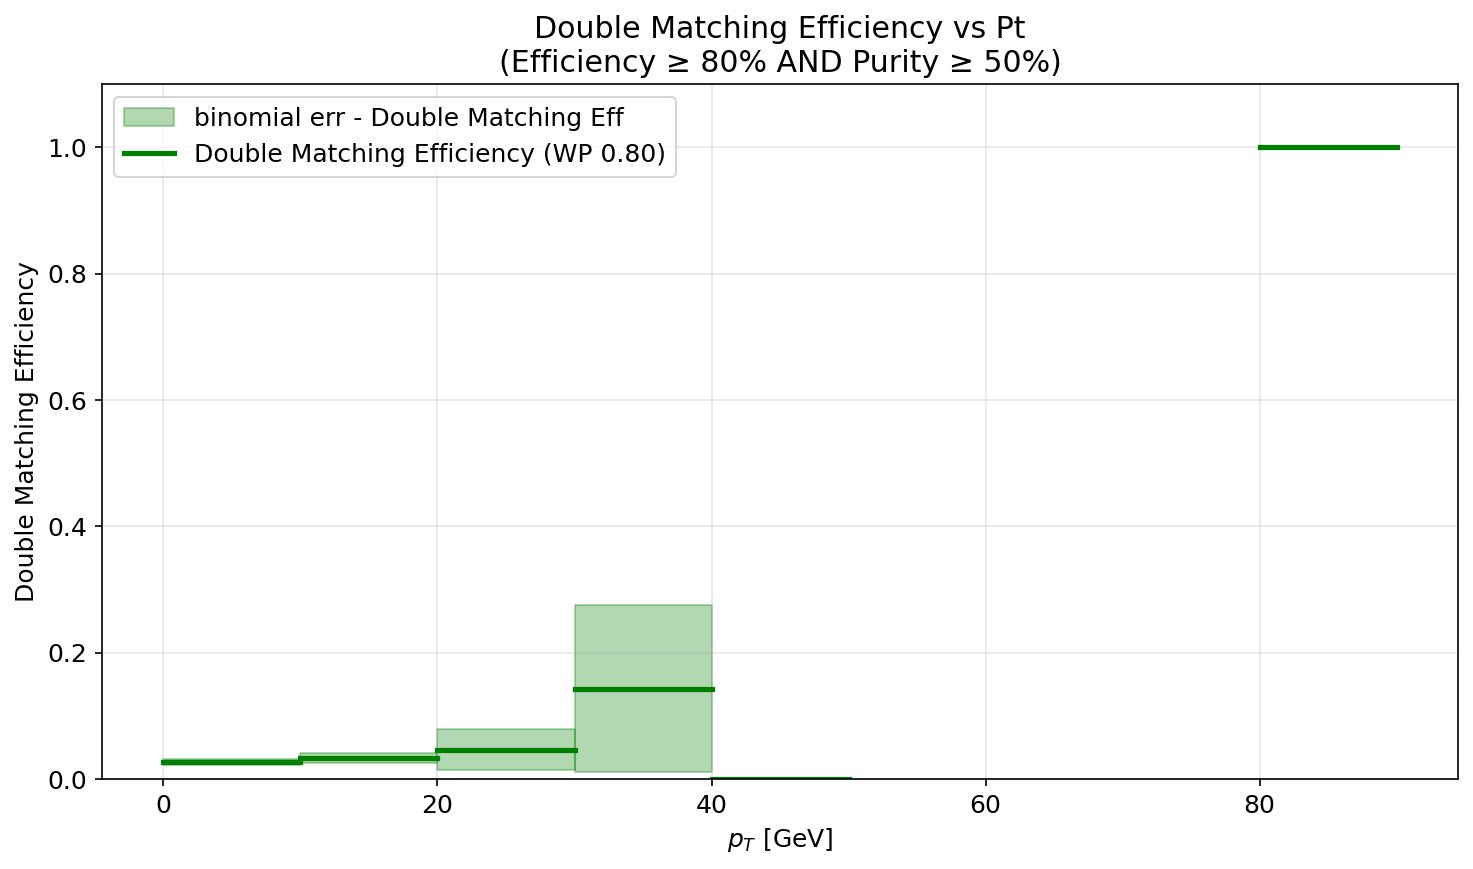 Double Matching Efficiency vs Pt
(Efficiency ≥ 80% AND Purity ≥ 50%)
binomial err - Double Matching Eff
Double Matching Efficiency (WP 0.80)
Double Matching Efficiency
1.0
0.8
0.6
0.4
0.2
0.0
0 20 40 60 80
p_T [GeV]